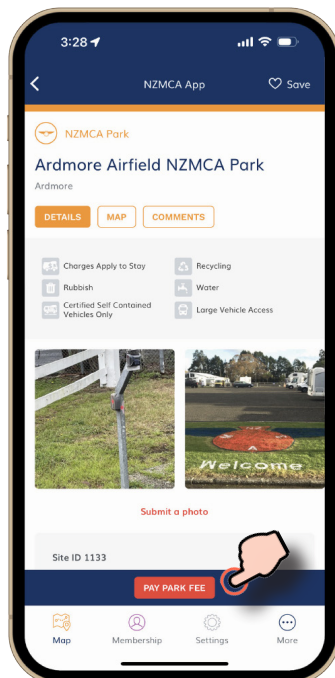 3:28
NZMCA App
Save
NZMCA Park
Ardmore Airfield NZMCA Park
Ardmore
DETAILS
MAP
COMMENTS
Charges Apply to Stay
Recycling
Rubbish
Water
Certified Self Contained
Vehicles Only
Large Vehicle Access
Welcome
Submit a photo
Site ID 1133
PAY PARK FEE
Map
Membership
Settings
More